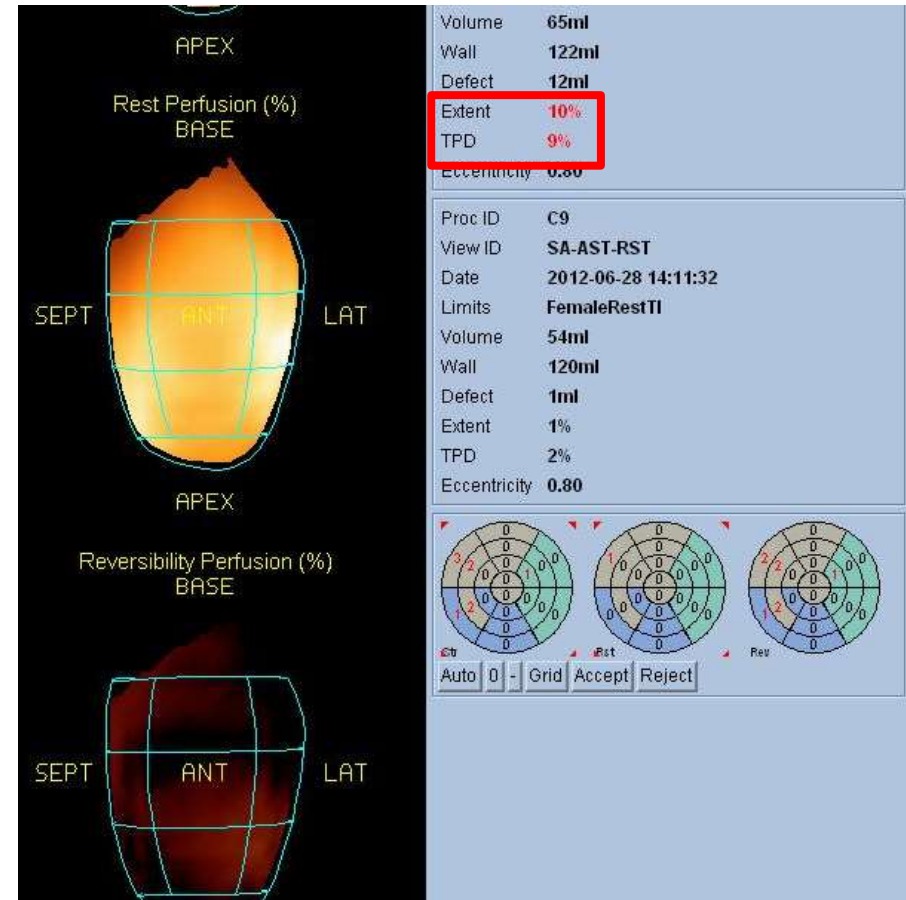 APEX
Rest Perfusion (%)
BASE
SEPT ANT LAT
APEX
Reversibility Perfusion (%)
BASE
SEPT ANT LAT
Volume 65ml
Wall 122ml
Defect 12ml
Extent 10%
TPD 9%
Eccentricity 0.80
Proc ID C9
View ID SA-AST-RST
Date 2012-06-28 14:11:32
Limits FemaleRestTl
Volume 54ml
Wall 120ml
Defect 1ml
Extent 1%
TPD 2%
Eccentricity 0.80
Str Rst Rev
Auto 0 - Grid Accept Reject